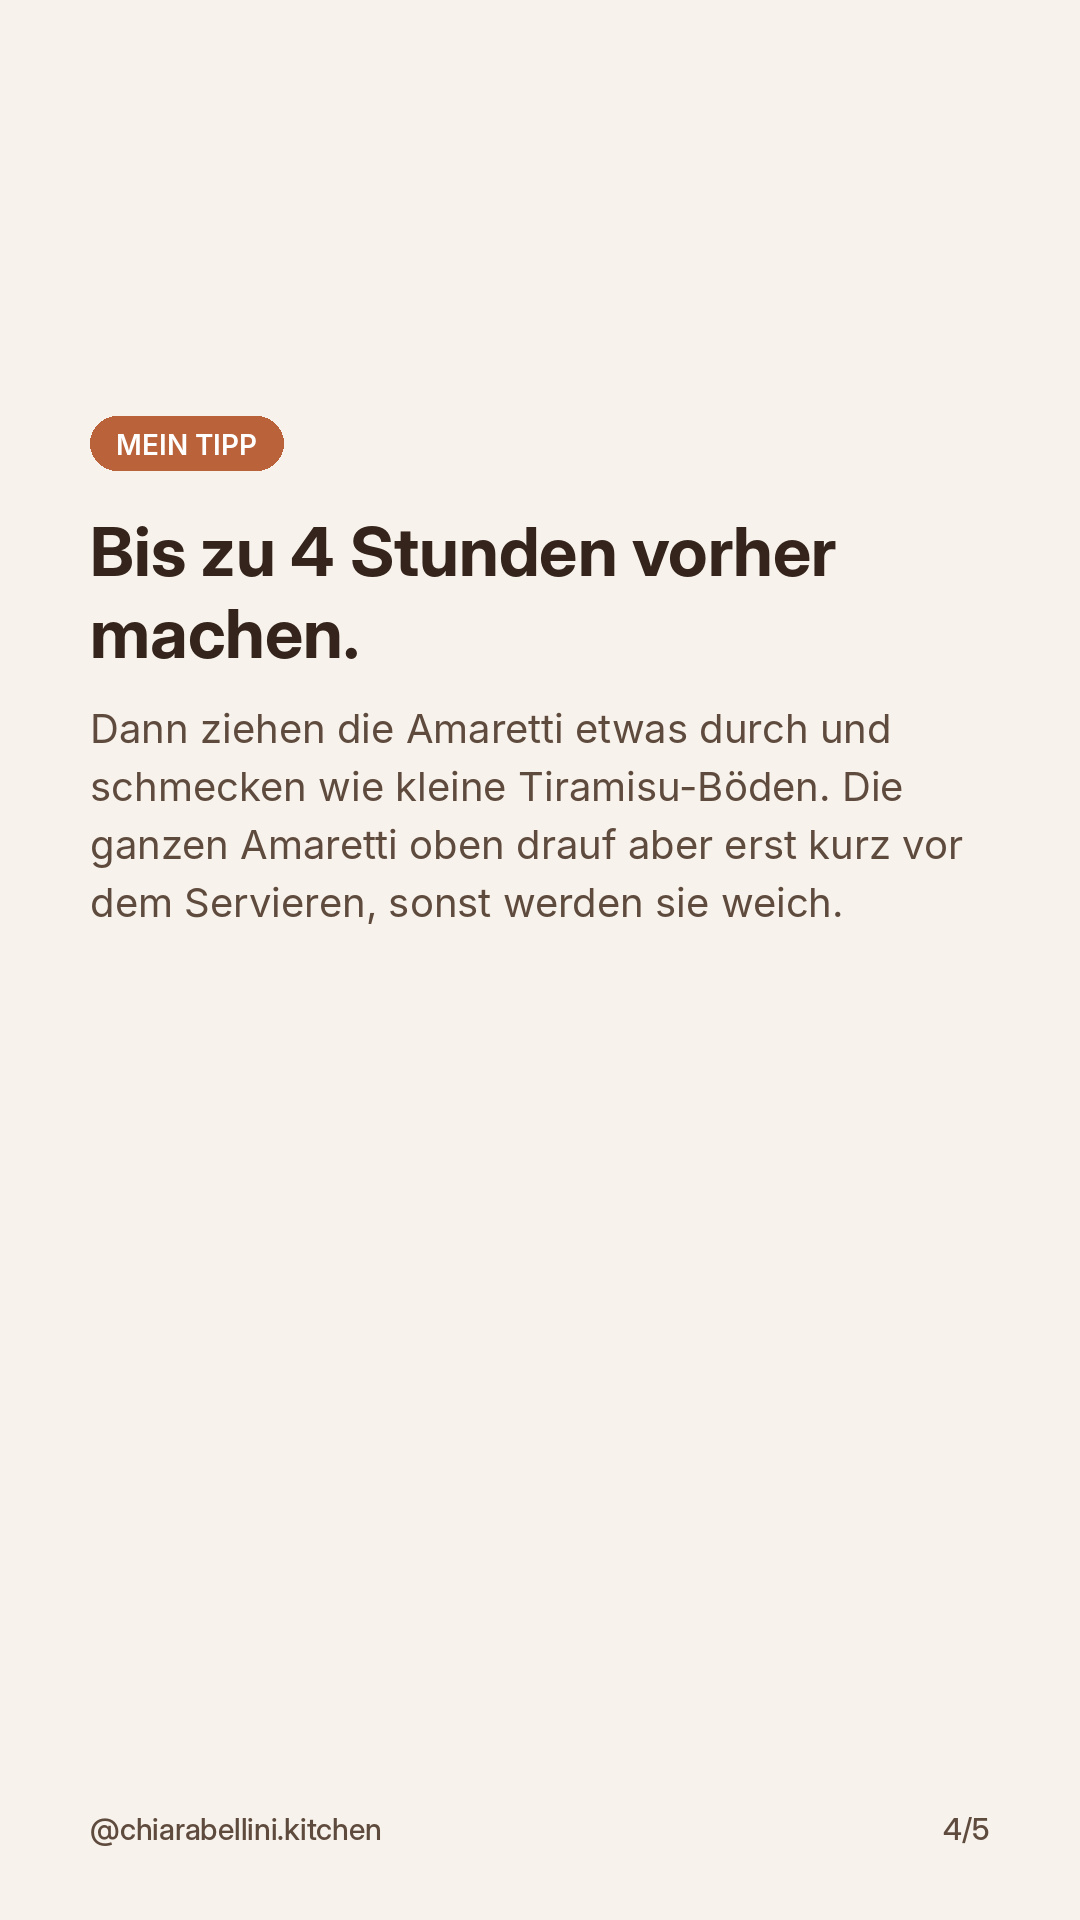 MEIN TIPP
Bis zu 4 Stunden vorher
machen.
Dann ziehen die Amaretti etwas durch und
schmecken wie kleine Tiramisu-Böden. Die
ganzen Amaretti oben drauf aber erst kurz vor
dem Servieren, sonst werden sie weich.
@chiarabellini.kitchen
4/5